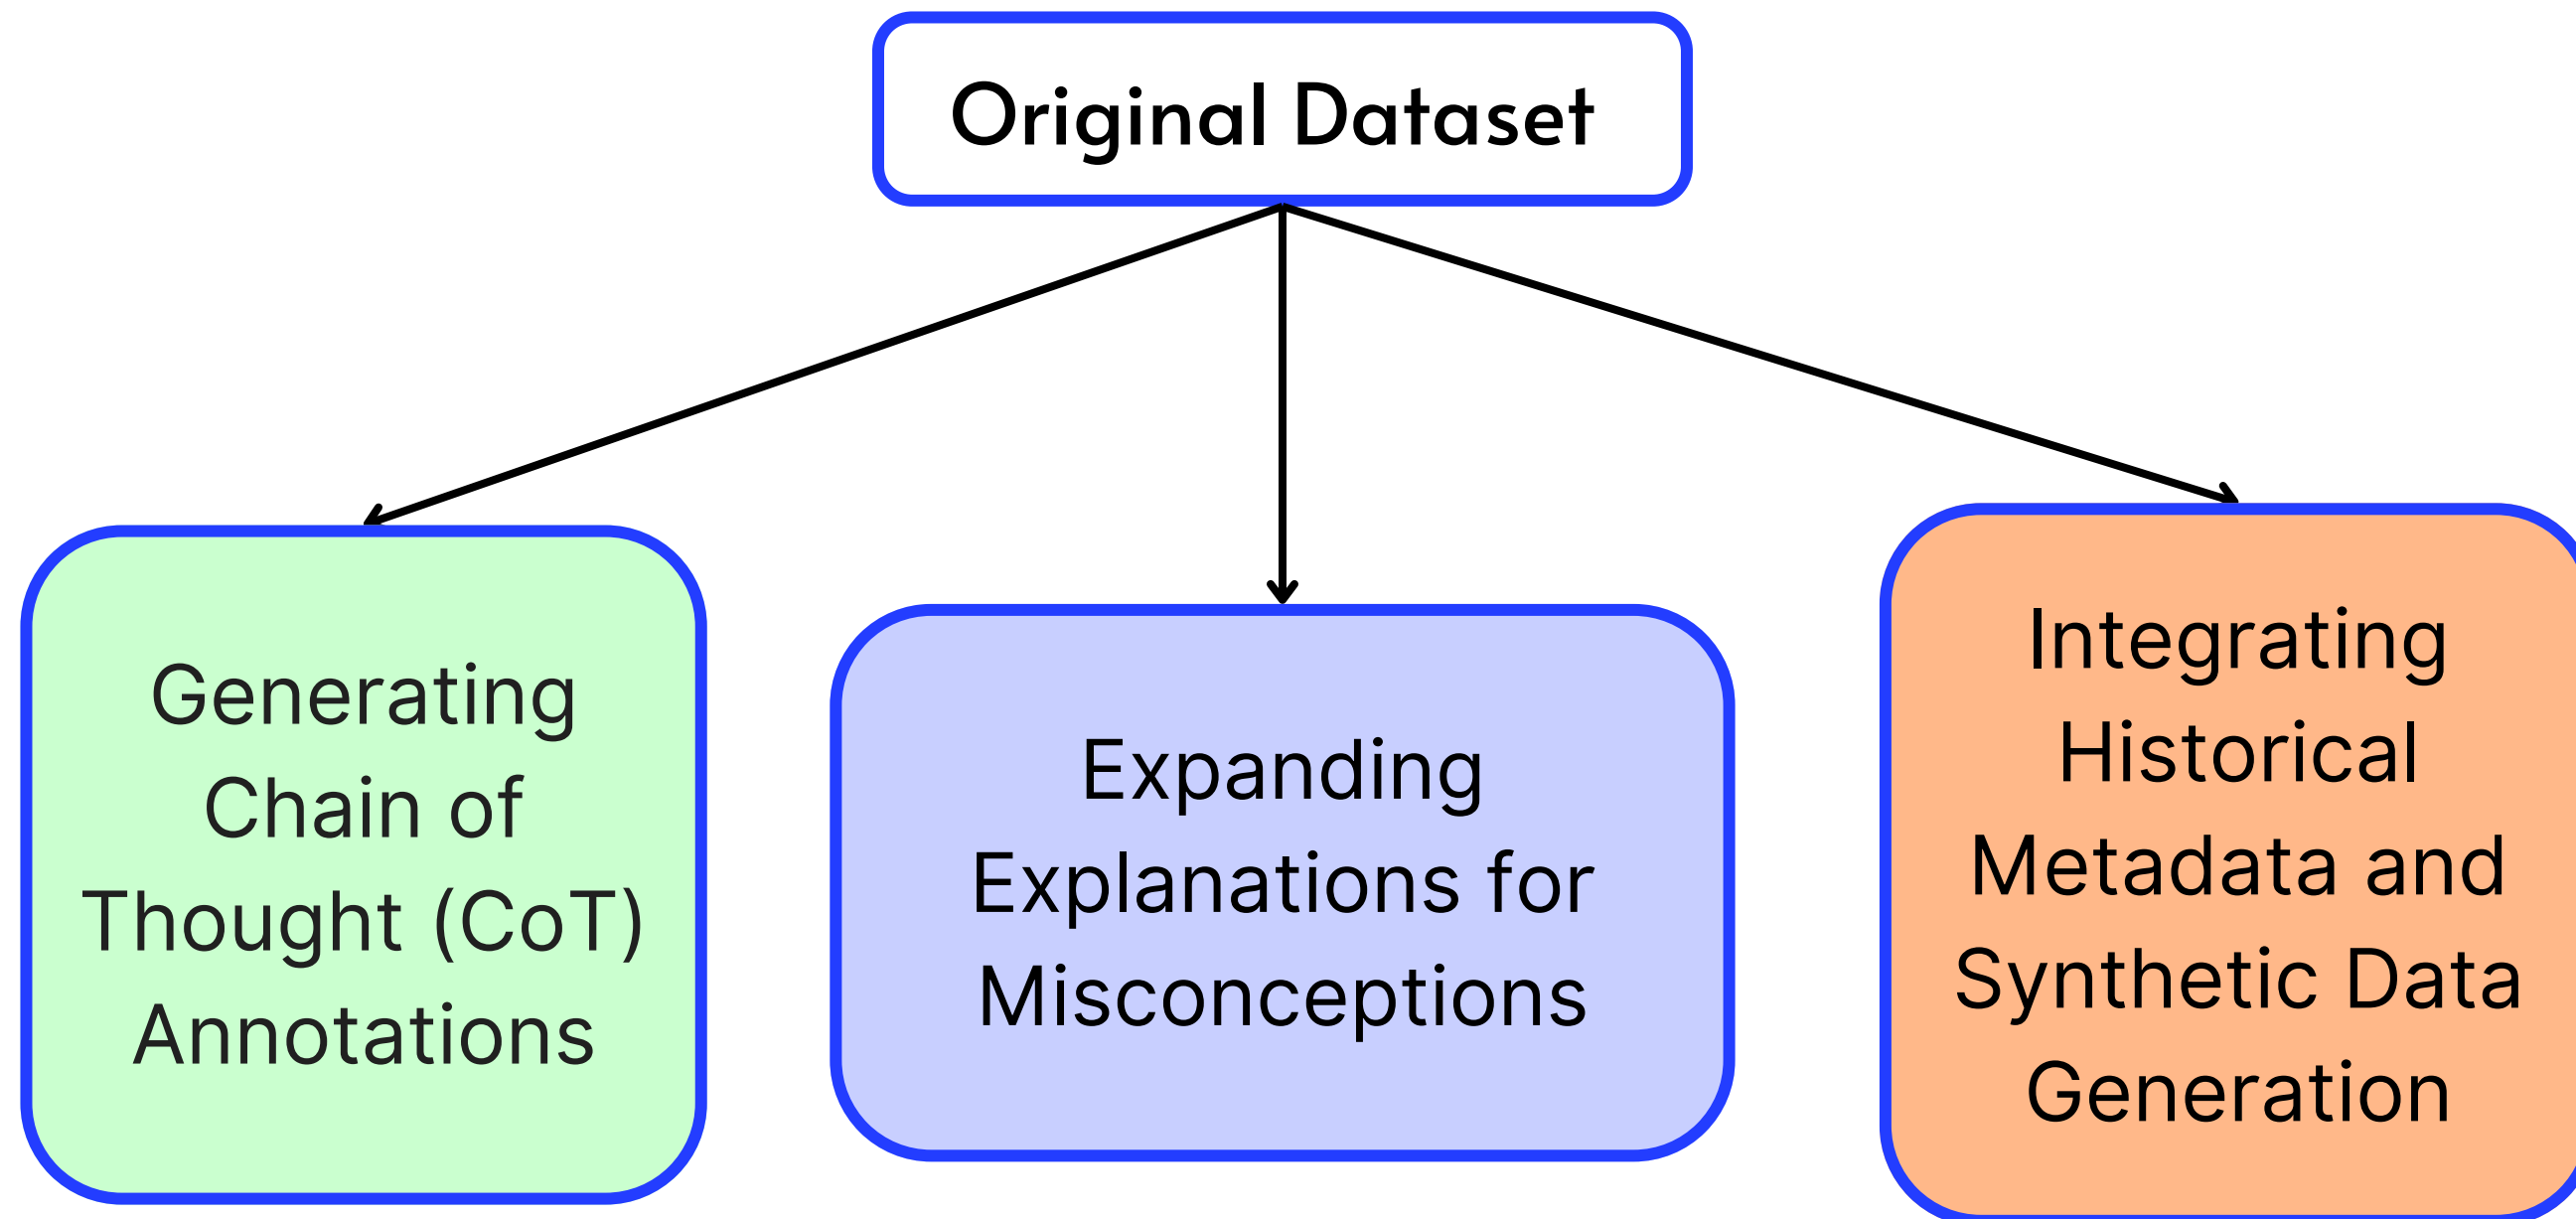 Original Dataset
Generating
Chain of
Thought (CoT)
Annotations
Expanding
Explanations for
Misconceptions
Integrating
Historical
Metadata and
Synthetic Data
Generation